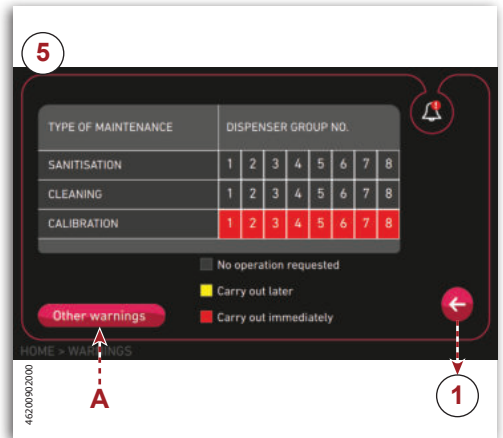 5
TYPE OF MAINTENANCE DISPENSER GROUP NO.
SANITISATION 1 2 3 4 5 6 7 8
CLEANING 1 2 3 4 5 6 7 8
CALIBRATION 1 2 3 4 5 6 7 8
No operation requested
Carry out later
Other warnings Carry out immediately
HOME > WARNINGS
46200902000
A 1